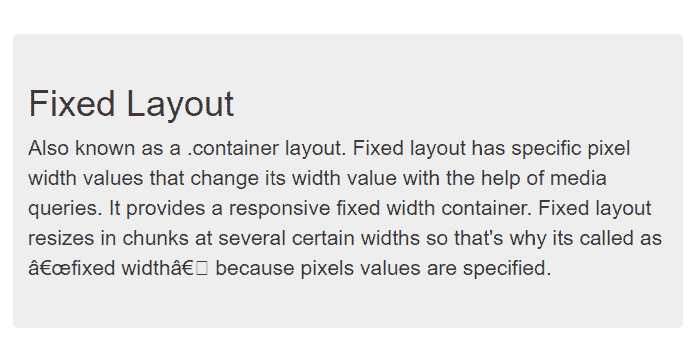 Fixed Layout
Also known as a .container layout. Fixed layout has specific pixel
width values that change its width value with the help of media
queries. It provides a responsive fixed width container. Fixed layout
resizes in chunks at several certain widths so that's why its called as
â€œfixed widthâ€□ because pixels values are specified.